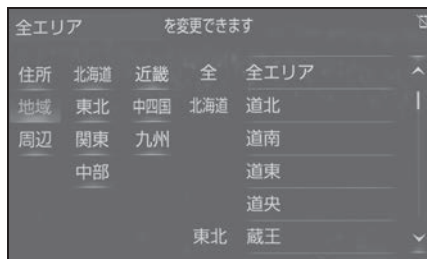 全エリア を変更できます
住所 北海道 近畿 全 全エリア
地域 東北 中四国 北海道 道北
周辺 関東 九州 道南
中部 道東
道央
東北 蔵王